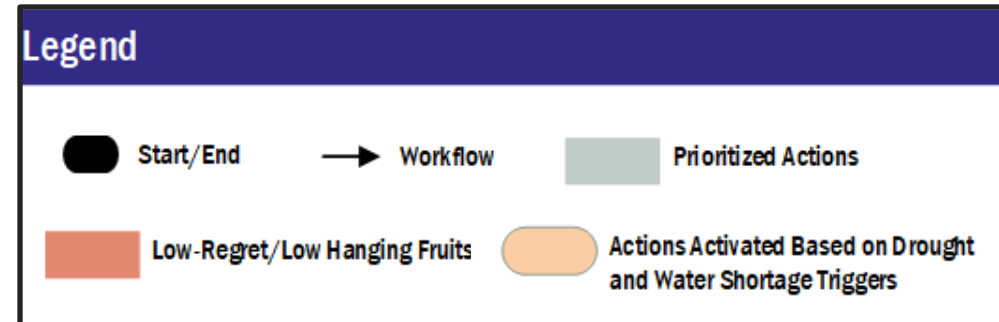 Legend
Start/End
Workflow
Prioritized Actions
Low-Regret/Low Hanging Fruits
Actions Activated Based on Drought
and Water Shortage Triggers